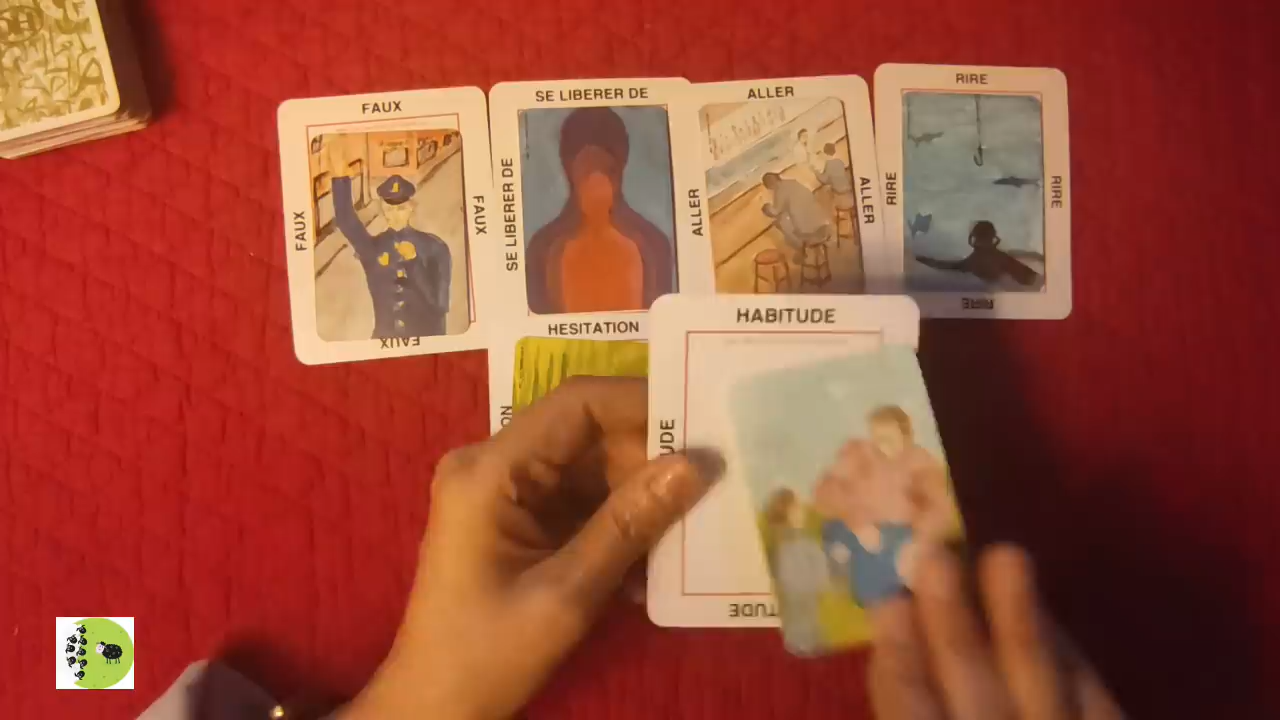 FAUX
FAUX
FAUX
FAUX
SE LIBERER DE
SE LIBERER DE
ALLER
ALLER
ALLER
RIRE
RIRE
RIRE
RIRE
HESITATION
ON
HABITUDE
UDE
TUDE